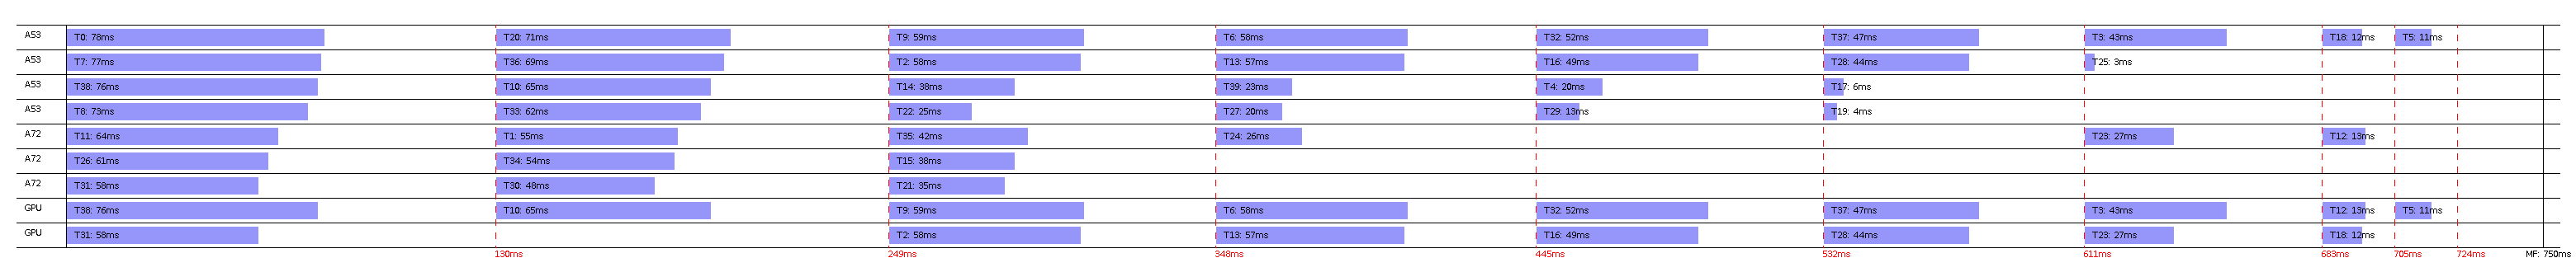 A53 T0: 78ms T20: 71ms T9: 59ms T6: 58ms T32: 52ms T37: 47ms T3: 43ms T18: 12ms T5: 11ms
A53 T7: 77ms T36: 69ms T2: 58ms T13: 57ms T16: 49ms T28: 44ms T25: 3ms
A53 T38: 76ms T10: 65ms T14: 38ms T39: 23ms T4: 20ms T17: 6ms
A53 T8: 73ms T33: 62ms T22: 25ms T27: 20ms T29: 13ms T19: 4ms
A72 T11: 64ms T1: 55ms T35: 42ms T24: 26ms T23: 27ms T12: 13ms
A72 T26: 61ms T34: 54ms T15: 38ms
A72 T31: 58ms T30: 48ms T21: 35ms
GPU T38: 76ms T10: 65ms T9: 59ms T6: 58ms T32: 52ms T37: 47ms T3: 43ms T12: 13ms T5: 11ms
GPU T31: 58ms T2: 58ms T13: 57ms T16: 49ms T28: 44ms T23: 27ms T18: 12ms
130ms 249ms 348ms 445ms 532ms 611ms 683ms 705ms 724ms MF: 750ms